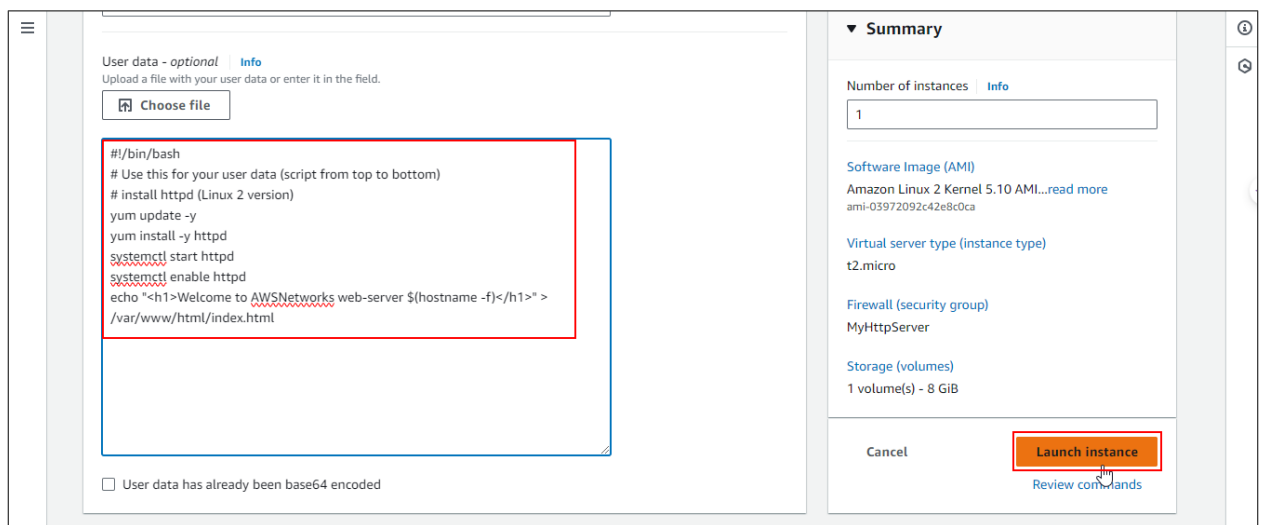 User data - optional Info
Upload a file with your user data or enter it in the field.
Choose file
#!/bin/bash
# Use this for your user data (script from top to bottom)
# install httpd (Linux 2 version)
yum update -y
yum install -y httpd
systemctl start httpd
systemctl enable httpd
echo "<h1>Welcome to AWSNetworks web-server $(hostname -f)</h1>" >
/var/www/html/index.html
User data has already been base64 encoded
Summary
Number of instances Info
1
Software Image (AMI)
Amazon Linux 2 Kernel 5.10 AMI...read more
ami-03972092c42e8c0ca
Virtual server type (instance type)
t2.micro
Firewall (security group)
MyHttpServer
Storage (volumes)
1 volume(s) - 8 GiB
Cancel
Launch instance
Review commands